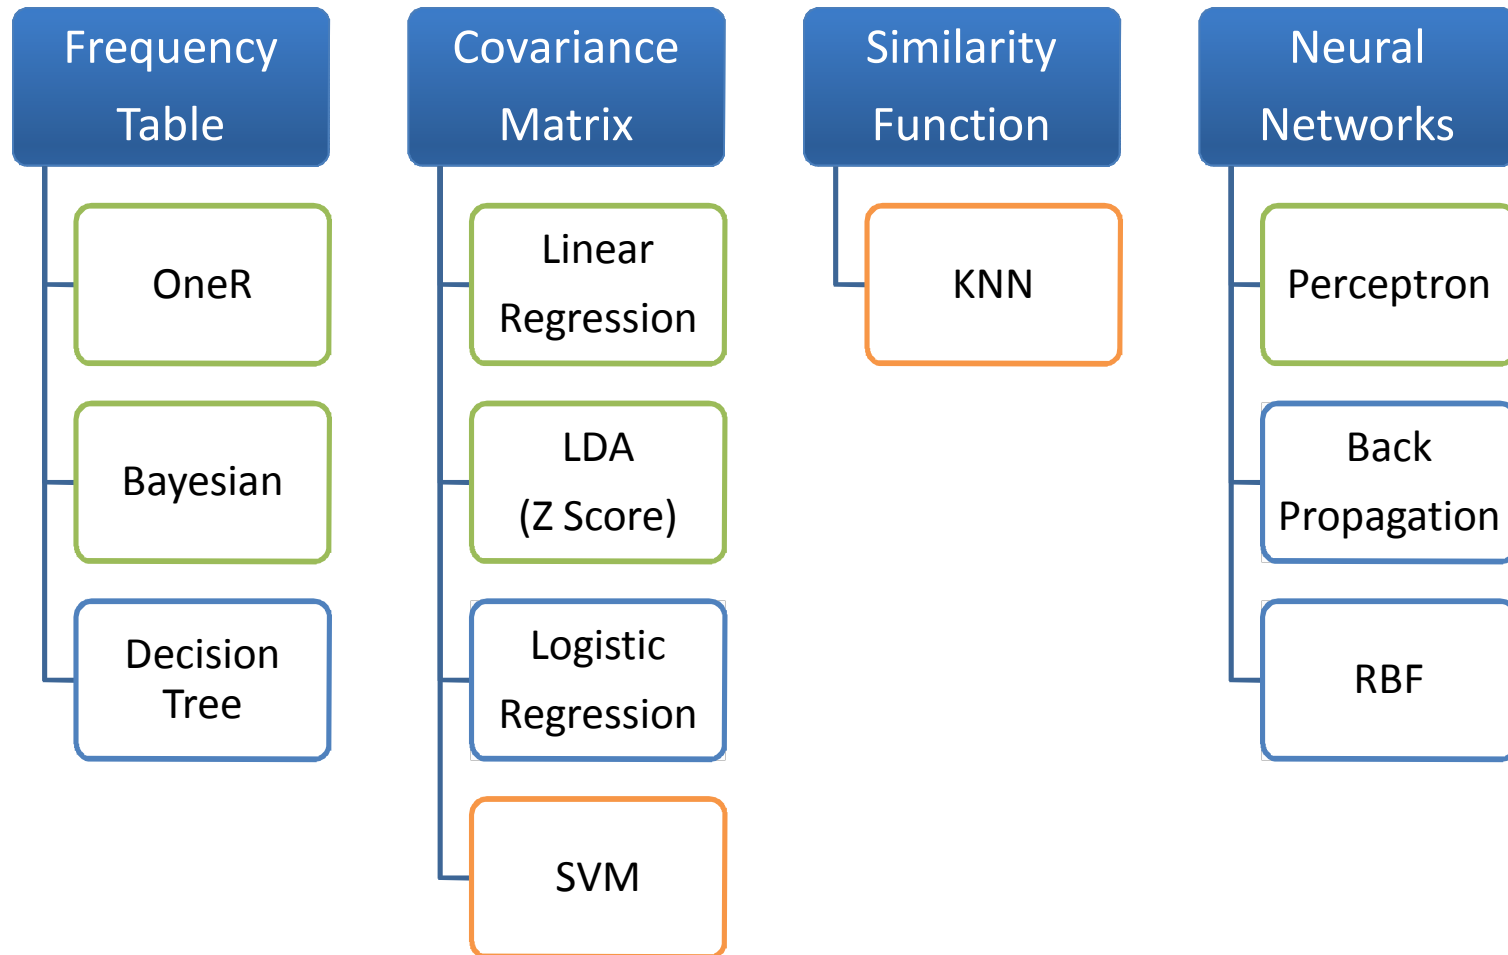 Frequency
Table
OneR
Bayesian
Decision
Tree
Covariance
Matrix
Linear
Regression
LDA
(Z Score)
Logistic
Regression
SVM
Similarity
Function
KNN
Neural
Networks
Perceptron
Back
Propagation
RBF